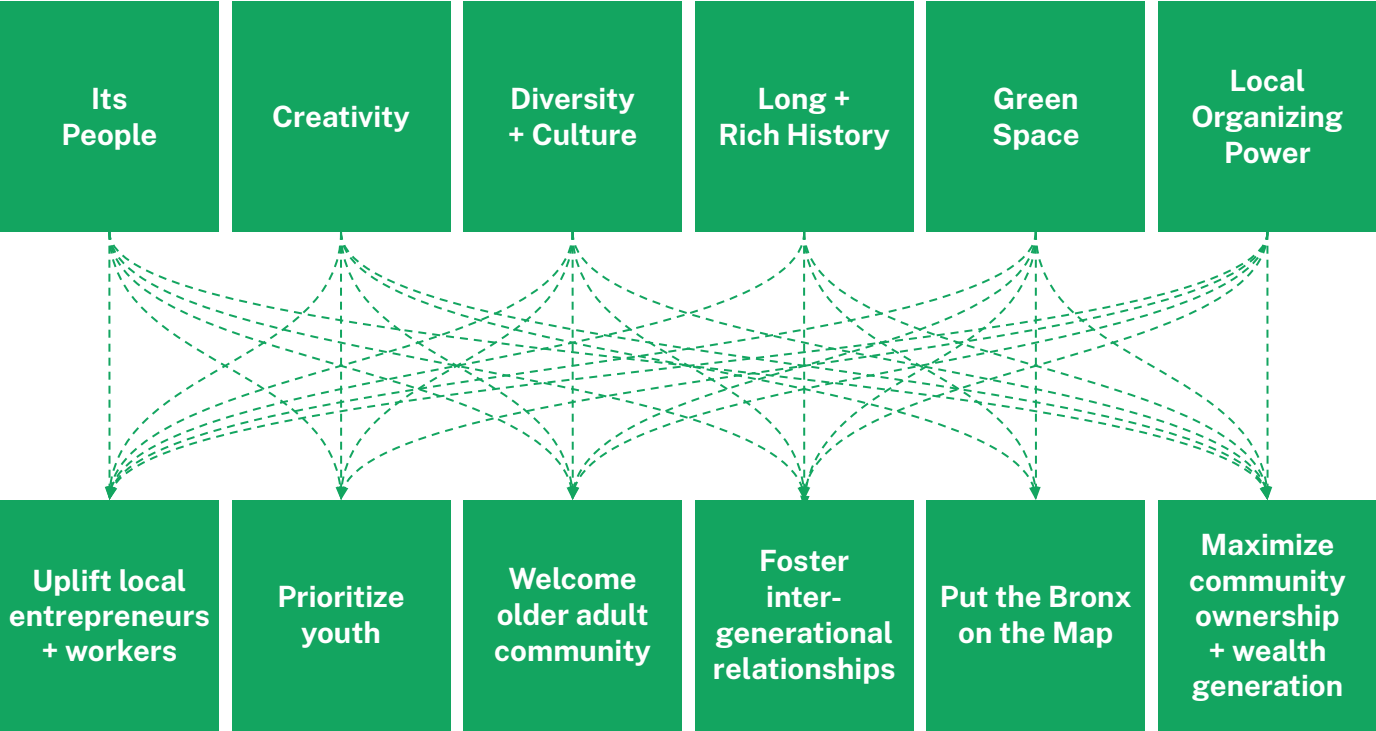 Its
People
Creativity
Diversity
+ Culture
Long +
Rich History
Green
Space
Local
Organizing
Power
Uplift local
entrepreneurs
+ workers
Prioritize
youth
Welcome
older adult
community
Foster
inter-
generational
relationships
Put the Bronx
on the Map
Maximize
community
ownership
+ wealth
generation